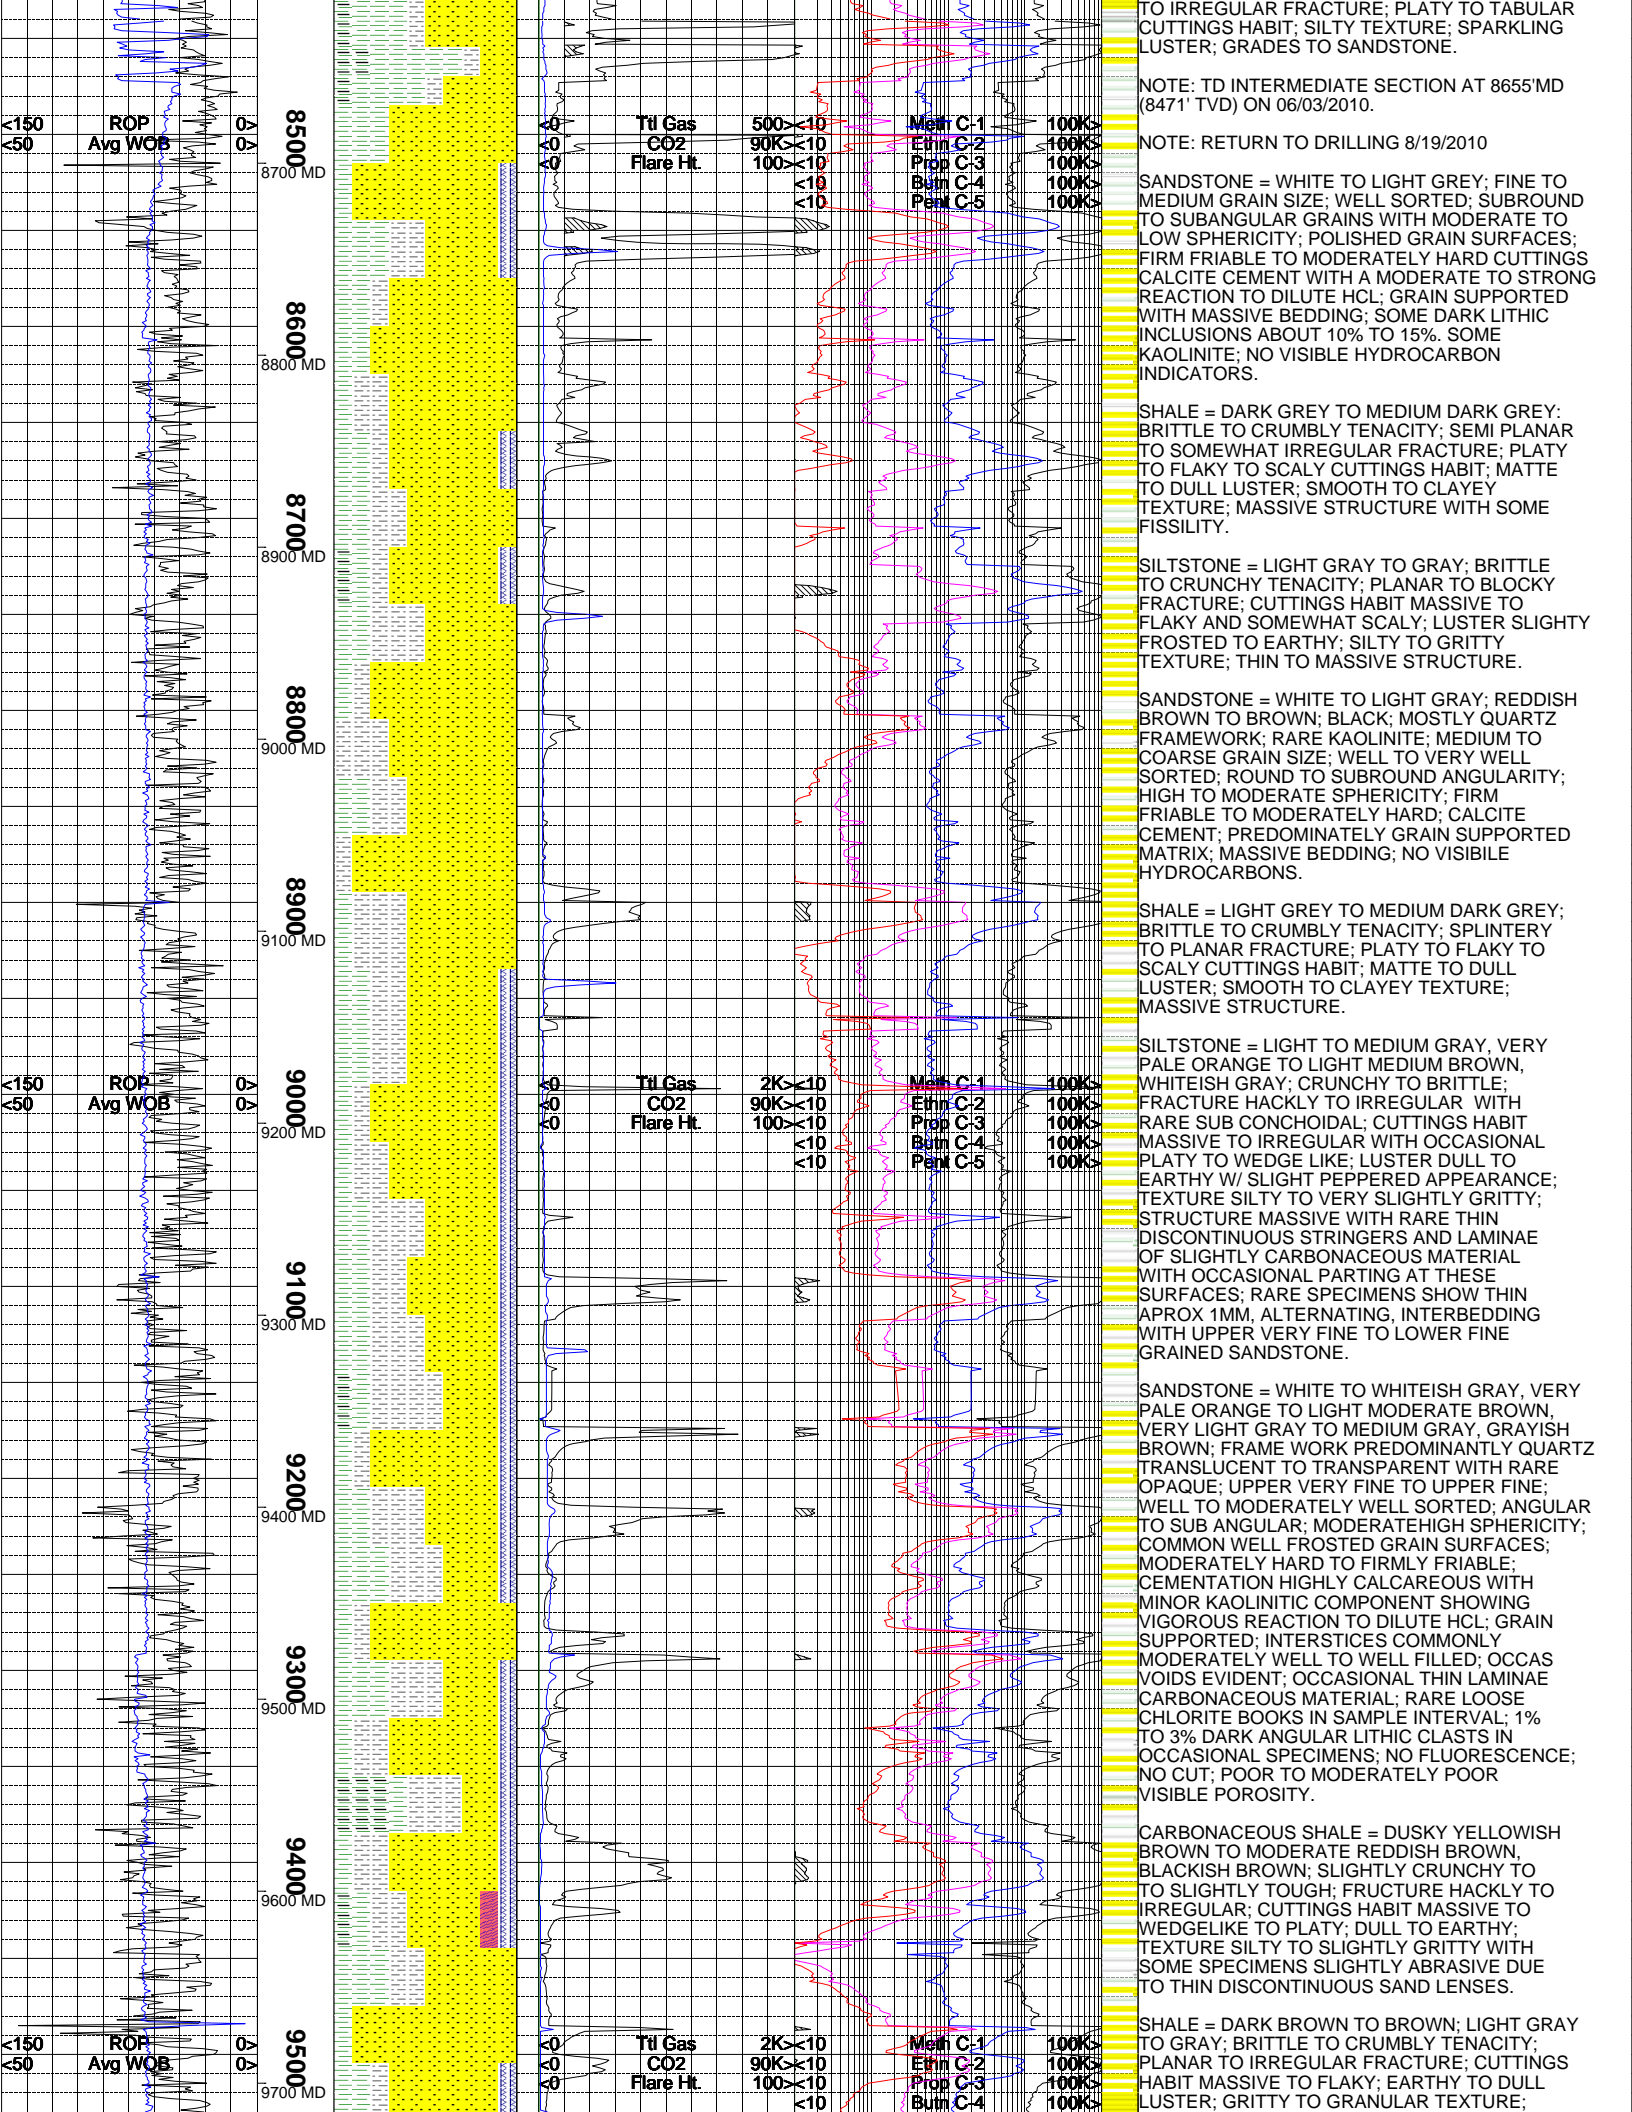 TO IRREGULAR FRACTURE; PLATY TO TABULAR
CUTTINGS HABIT; SILTY TEXTURE; SPARKLING
LUSTER; GRADES TO SANDSTONE.
NOTE: TD INTERMEDIATE SECTION AT 8655'MD
(8471' TVD) ON 06/03/2010.
NOTE: RETURN TO DRILLING 8/19/2010
SANDSTONE = WHITE TO LIGHT GREY; FINE TO
MEDIUM GRAIN SIZE; WELL SORTED; SUBROUND
TO SUBANGULAR GRAINS WITH MODERATE TO
LOW SPHERICITY; POLISHED GRAIN SURFACES;
FIRM FRIABLE TO MODERATELY HARD CUTTINGS
CALCITE CEMENT WITH A MODERATE TO STRONG
REACTION TO DILUTE HCL; GRAIN SUPPORTED
WITH MASSIVE BEDDING; SOME DARK LITHIC
INCLUSIONS ABOUT 10% TO 15%. SOME
KAOLINITE; NO VISIBLE HYDROCARBON
INDICATORS.
SHALE = DARK GREY TO MEDIUM DARK GREY:
BRITTLE TO CRUMBLY TENACITY; SEMI PLANAR
TO SOMEWHAT IRREGULAR FRACTURE; PLATY
TO FLAKY TO SCALY CUTTINGS HABIT; MATTE
TO DULL LUSTER; SMOOTH TO CLAYEY
TEXTURE; MASSIVE STRUCTURE WITH SOME
FISSILITY.
SILTSTONE = LIGHT GRAY TO GRAY; BRITTLE
TO CRUNCHY TENACITY; PLANAR TO BLOCKY
FRACTURE; CUTTINGS HABIT MASSIVE TO
FLAKY AND SOMEWHAT SCALY; LUSTER SLIGHTY
FROSTED TO EARTHY; SILTY TO GRITTY
TEXTURE; THIN TO MASSIVE STRUCTURE.
SANDSTONE = WHITE TO LIGHT GRAY; REDDISH
BROWN TO BROWN; BLACK; MOSTLY QUARTZ
FRAMEWORK; RARE KAOLINITE; MEDIUM TO
COARSE GRAIN SIZE; WELL TO VERY WELL
SORTED; ROUND TO SUBROUND ANGULARITY;
HIGH TO MODERATE SPHERICITY; FIRM
FRIABLE TO MODERATELY HARD; CALCITE
CEMENT; PREDOMINATELY GRAIN SUPPORTED
MATRIX; MASSIVE BEDDING; NO VISIBILE
HYDROCARBONS.
SHALE = LIGHT GREY TO MEDIUM DARK GREY;
BRITTLE TO CRUMBLY TENACITY; SPLINTERY
TO PLANAR FRACTURE; PLATY TO FLAKY TO
SCALY CUTTINGS HABIT; MATTE TO DULL
LUSTER; SMOOTH TO CLAYEY TEXTURE;
MASSIVE STRUCTURE.
SILTSTONE = LIGHT TO MEDIUM GRAY, VERY
PALE ORANGE TO LIGHT MEDIUM BROWN,
WHITEISH GRAY; CRUNCHY TO BRITTLE;
FRACTURE HACKLY TO IRREGULAR WITH
RARE SUB CONCHOIDAL; CUTTINGS HABIT
MASSIVE TO IRREGULAR WITH OCCASIONAL
PLATY TO WEDGE LIKE; LUSTER DULL TO
EARTHY W/ SLIGHT PEPPERED APPEARANCE;
TEXTURE SILTY TO VERY SLIGHTLY GRITTY;
STRUCTURE MASSIVE WITH RARE THIN
DISCONTINUOUS STRINGERS AND LAMINAE
OF SLIGHTLY CARBONACEOUS MATERIAL
WITH OCCASIONAL PARTING AT THESE
SURFACES; RARE SPECIMENS SHOW THIN
APROX 1MM, ALTERNATING, INTERBEDDING
WITH UPPER VERY FINE TO LOWER FINE
GRAINED SANDSTONE.
SANDSTONE = WHITE TO WHITEISH GRAY, VERY
PALE ORANGE TO LIGHT MODERATE BROWN,
VERY LIGHT GRAY TO MEDIUM GRAY, GRAYISH
BROWN; FRAME WORK PREDOMINANTLY QUARTZ
TRANSLUCENT TO TRANSPARENT WITH RARE
OPAQUE; UPPER VERY FINE TO UPPER FINE;
WELL TO MODERATELY WELL SORTED; ANGULAR
TO SUB ANGULAR; MODERATEHIGH SPHERICITY;
COMMON WELL FROSTED GRAIN SURFACES;
MODERATELY HARD TO FIRMLY FRIABLE;
CEMENTATION HIGHLY CALCAREOUS WITH
MINOR KAOLINITIC COMPONENT SHOWING
VIGOROUS REACTION TO DILUTE HCL; GRAIN
SUPPORTED; INTERSTICES COMMONLY
MODERATELY WELL TO WELL FILLED; OCCAS
VOIDS EVIDENT; OCCASIONAL THIN LAMINAE
CARBONACEOUS MATERIAL; RARE LOOSE
CHLORITE BOOKS IN SAMPLE INTERVAL; 1%
TO 3% DARK ANGULAR LITHIC CLASTS IN
OCCASIONAL SPECIMENS; NO FLUORESCENCE;
NO CUT; POOR TO MODERATELY POOR
VISIBLE POROSITY.
CARBONACEOUS SHALE = DUSKY YELLOWISH
BROWN TO MODERATE REDDISH BROWN,
BLACKISH BROWN; SLIGHTLY CRUNCHY TO
TO SLIGHTLY TOUGH; FRUCTURE HACKLY TO
IRREGULAR; CUTTINGS HABIT MASSIVE TO
WEDGELIKE TO PLATY; DULL TO EARTHY;
TEXTURE SILTY TO SLIGHTLY GRITTY WITH
SOME SPECIMENS SLIGHTLY ABRASIVE DUE
TO THIN DISCONTINUOUS SAND LENSES.
SHALE = DARK BROWN TO BROWN; LIGHT GRAY
TO GRAY; BRITTLE TO CRUMBLY TENACITY;
PLANAR TO IRREGULAR FRACTURE; CUTTINGS
HABIT MASSIVE TO FLAKY; EARTHY TO DULL
LUSTER; GRITTY TO GRANULAR TEXTURE;
<150 ROP 0> <0 Ttl Gas 500> <10 Meth C-1 100K>
<50 Avg WOB 0> <0 CO2 90K> <10 Ethn C-2 100K>
<0 Flare Ht. 100> <10 Prop C-3 100K>
<10 Butn C-4 100K>
<10 Pent C-5 100K>
8500
8700 MD
8600
8800 MD
8700
8900 MD
8800
9000 MD
8900
9100 MD
<150 ROP 0> <0 Ttl Gas 2K> <10 Meth C-1 100K>
<50 Avg WOB 0> <0 CO2 90K> <10 Ethn C-2 100K>
<0 Flare Ht. 100> <10 Prop C-3 100K>
<10 Butn C-4 100K>
<10 Pent C-5 100K>
9000
9200 MD
9100
9300 MD
9200
9400 MD
9300
9500 MD
9400
9600 MD
<150 ROP 0> <0 Ttl Gas 2K> <10 Meth C-1 100K>
<50 Avg WOB 0> <0 CO2 90K> <10 Ethn C-2 100K>
<0 Flare Ht. 100> <10 Prop C-3 100K>
<10 Butn C-4 100K>
9500
9700 MD